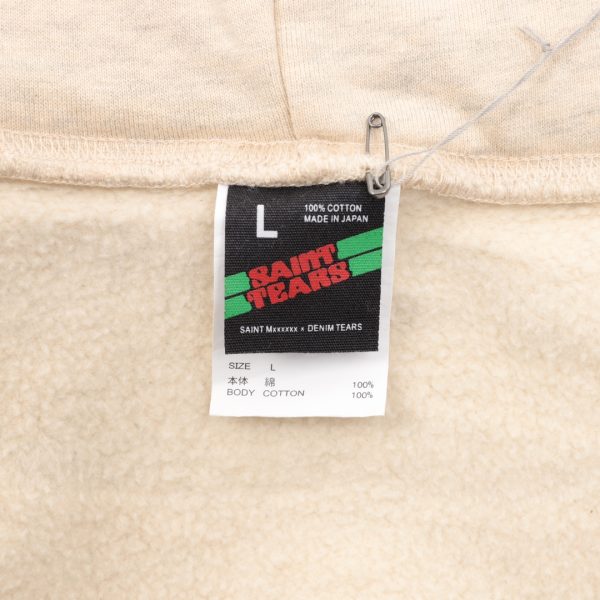 L
100% COTTON
MADE IN JAPAN
SAINT
TEARS
SAINT Mxxxxxx × DENIM TEARS
SIZE L
本体 綿 100%
BODY COTTON 100%